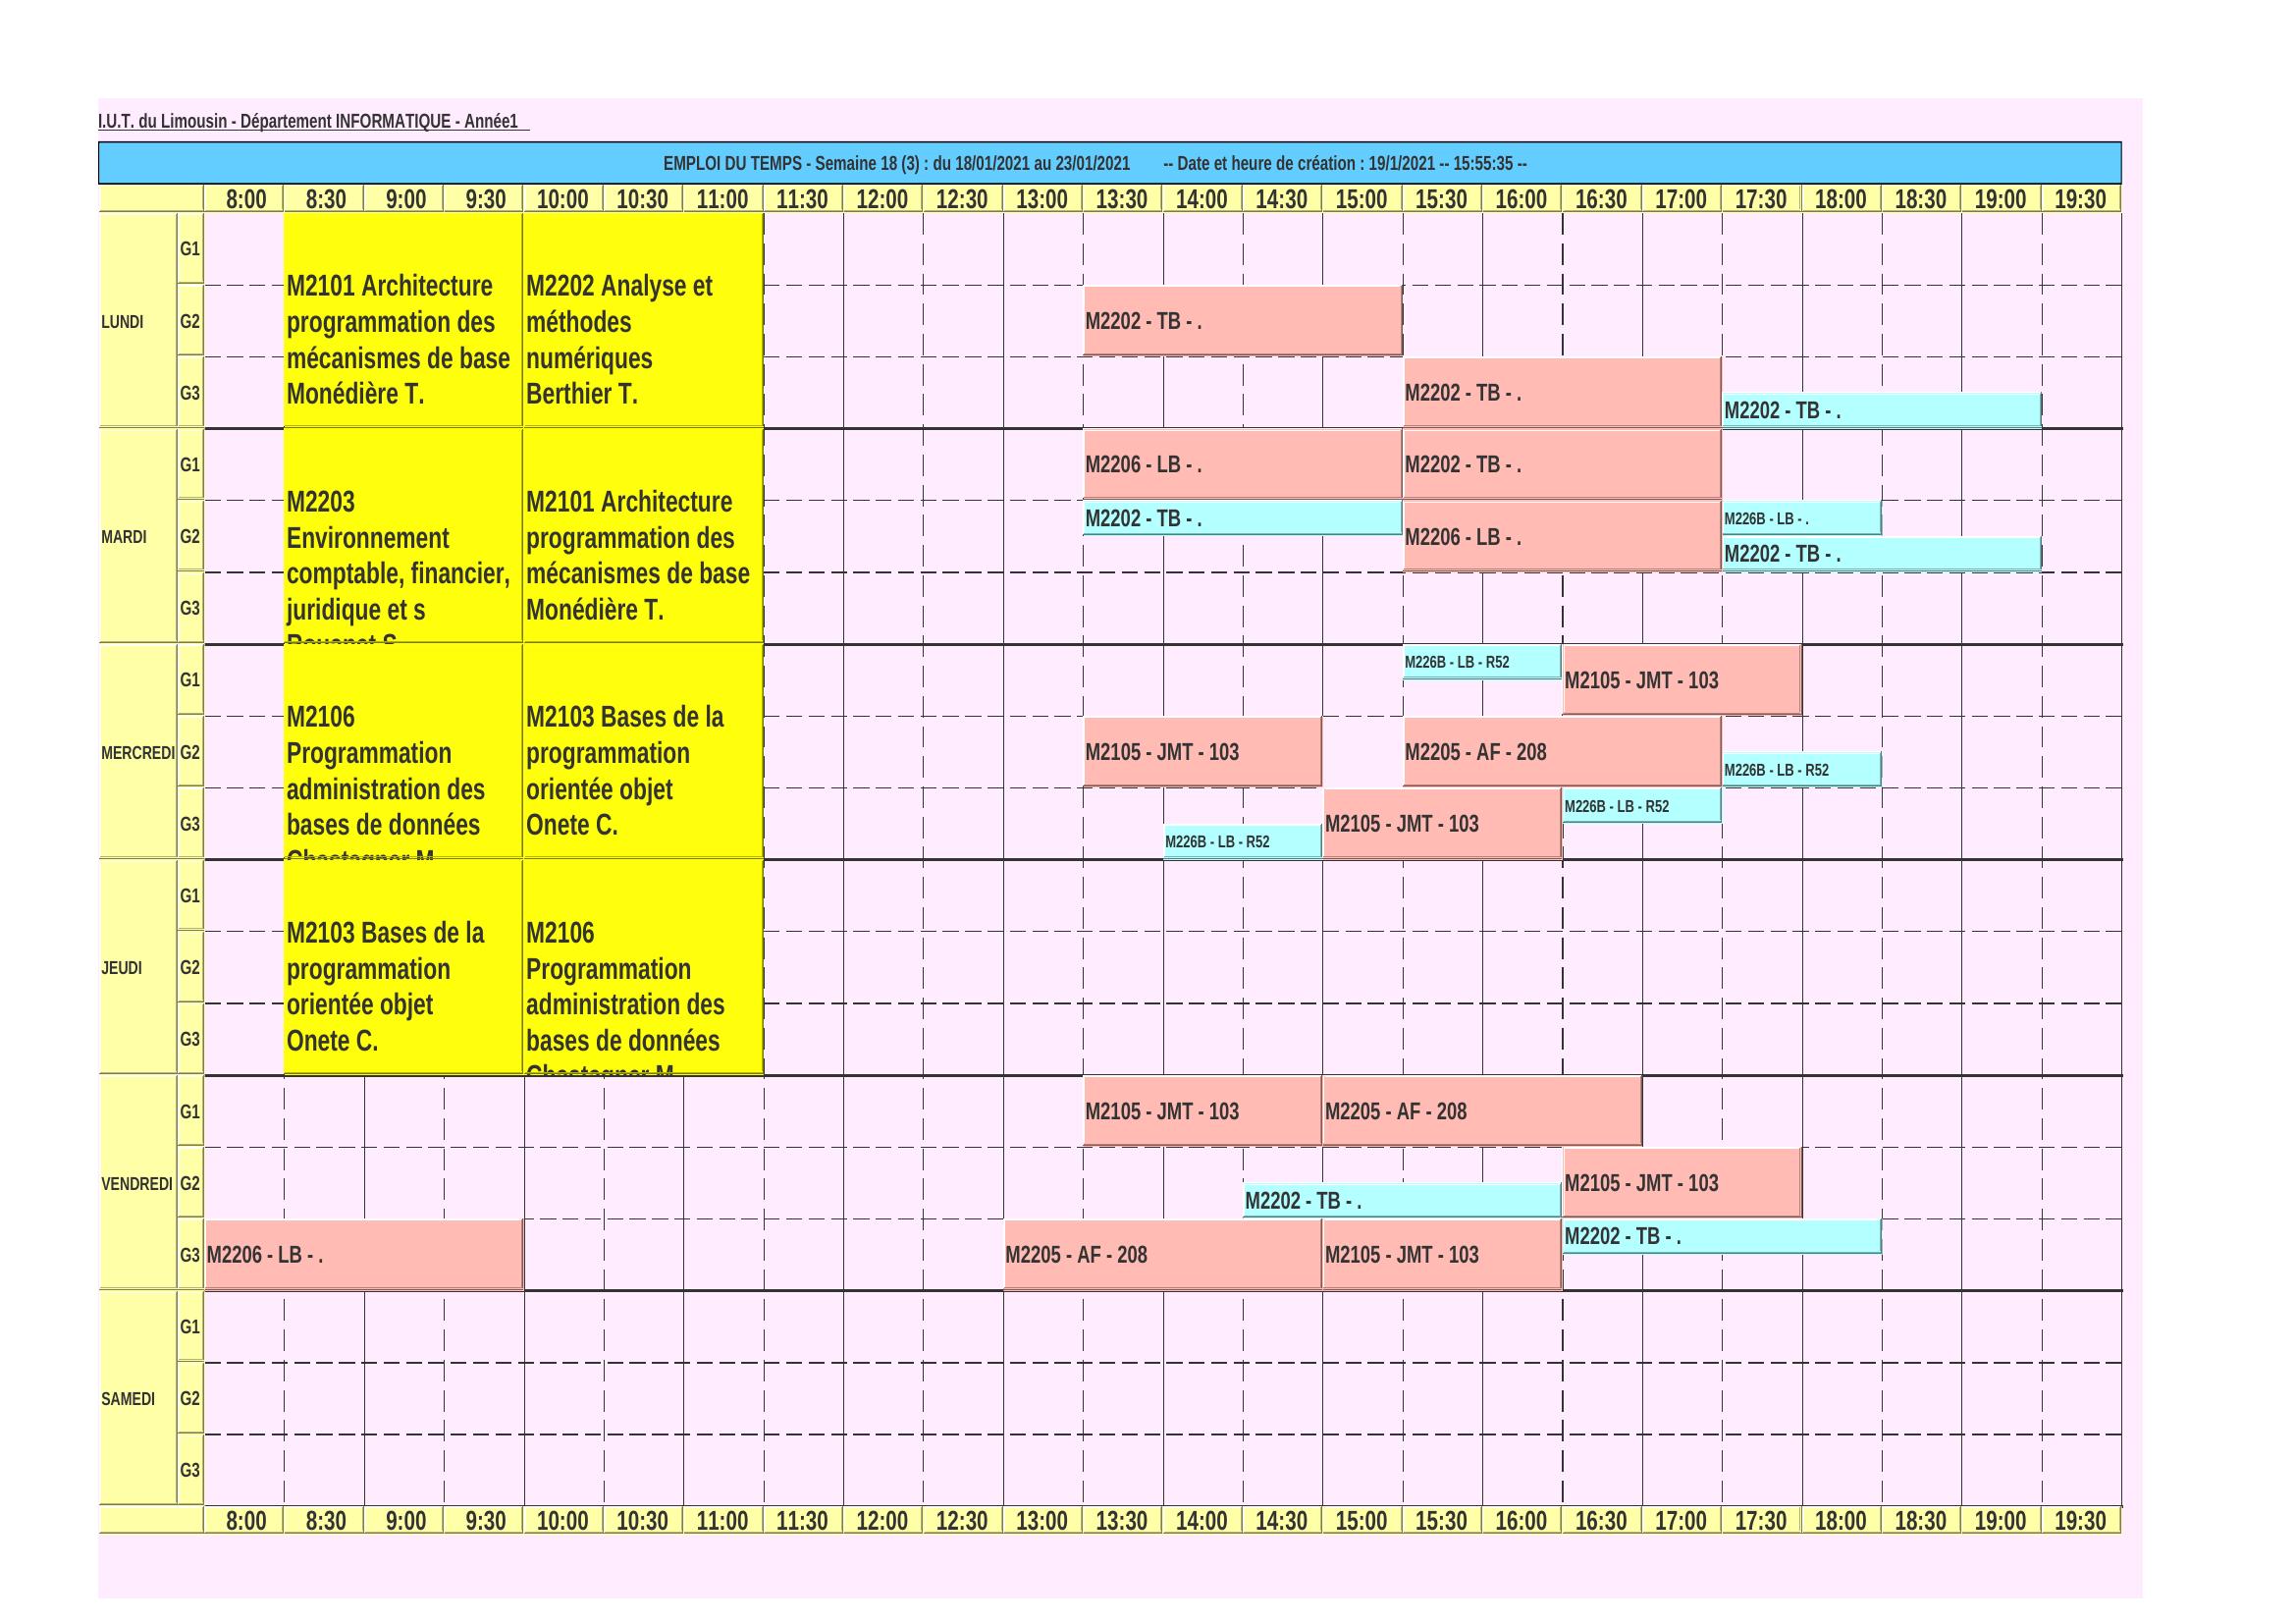 I.U.T. du Limousin - Département INFORMATIQUE - Année1
EMPLOI DU TEMPS - Semaine 18 (3) : du 18/01/2021 au 23/01/2021 -- Date et heure de création : 19/1/2021 -- 15:55:35 --
8:00 8:30 9:00 9:30 10:00 10:30 11:00 11:30 12:00 12:30 13:00 13:30 14:00 14:30 15:00 15:30 16:00 16:30 17:00 17:30 18:00 18:30 19:00 19:30
LUNDI
G1
G2
G3
M2101 Architecture
programmation des
mécanismes de base
Monédière T.
M2202 Analyse et
méthodes
numériques
Berthier T.
M2202 - TB - .
M2202 - TB - .
M2202 - TB - .
MARDI
G1
G2
G3
M2203
Environnement
comptable, financier,
juridique et s
M2101 Architecture
programmation des
mécanismes de base
Monédière T.
M2206 - LB - .
M2202 - TB - .
M2202 - TB - .
M2206 - LB - .
M226B - LB - .
M2202 - TB - .
MERCREDI
G1
G2
G3
M2106
Programmation
administration des
bases de données
M2103 Bases de la
programmation
orientée objet
Onete C.
M226B - LB - R52
M2105 - JMT - 103
M2105 - JMT - 103
M2205 - AF - 208
M226B - LB - R52
M226B - LB - R52
M2105 - JMT - 103
M226B - LB - R52
JEUDI
G1
G2
G3
M2103 Bases de la
programmation
orientée objet
Onete C.
M2106
Programmation
administration des
bases de données
VENDREDI
G1
G2
G3
M2105 - JMT - 103
M2205 - AF - 208
M2202 - TB - .
M2105 - JMT - 103
M2206 - LB - .
M2205 - AF - 208
M2105 - JMT - 103
M2202 - TB - .
SAMEDI
G1
G2
G3
8:00 8:30 9:00 9:30 10:00 10:30 11:00 11:30 12:00 12:30 13:00 13:30 14:00 14:30 15:00 15:30 16:00 16:30 17:00 17:30 18:00 18:30 19:00 19:30